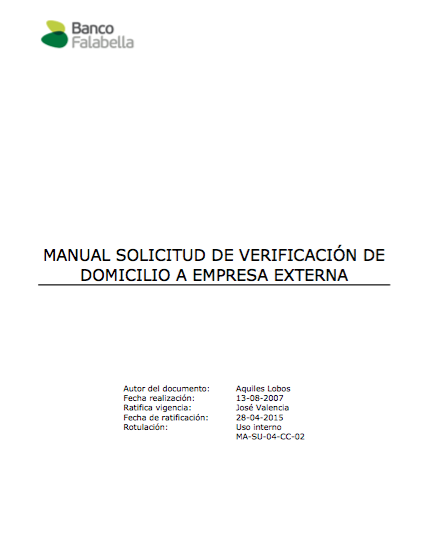 Banco
Falabella
MANUAL SOLICITUD DE VERIFICACIÓN DE
DOMICILIO A EMPRESA EXTERNA
Autor del documento: Aquiles Lobos
Fecha realización: 13-08-2007
Ratifica vigencia: José Valencia
Fecha de ratificación: 28-04-2015
Rotulación: Uso interno
MA-SU-04-CC-02